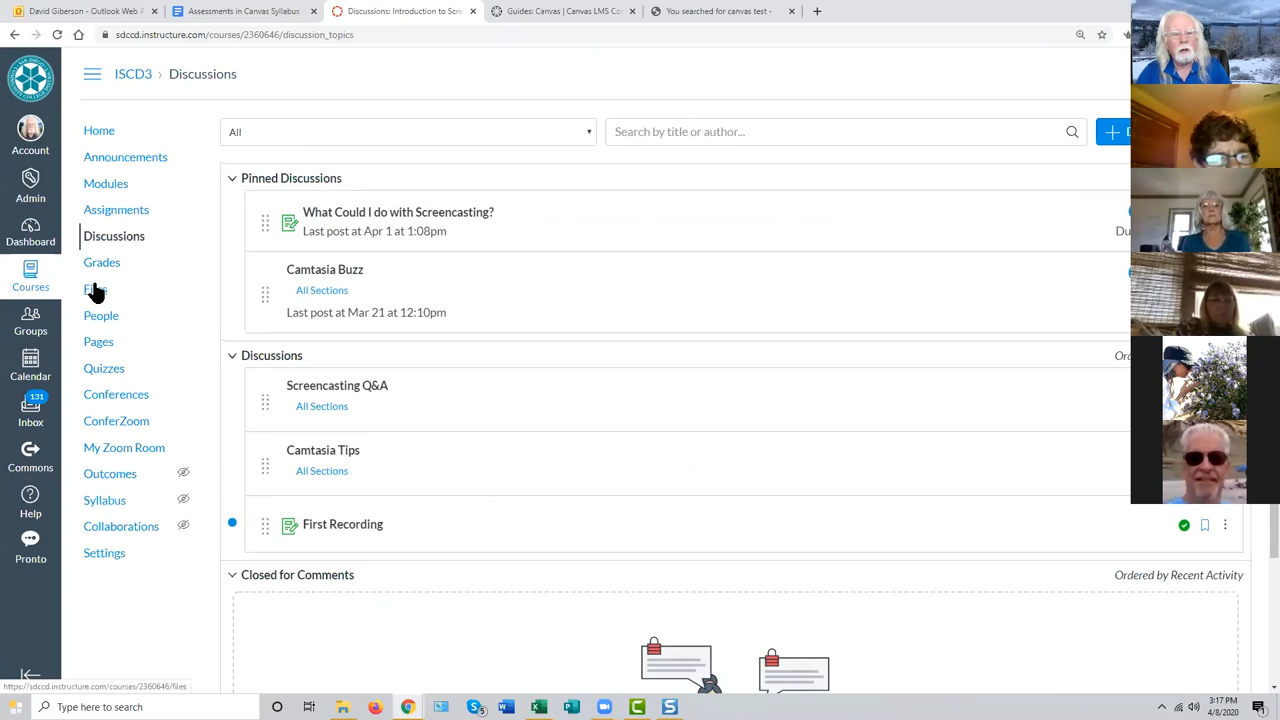 David Giberson - Outlook Web A
Assessments in Canvas Syllabus
Discussions: Introduction to Scre
Guides: Canvas | Canvas LMS Co
You searched for canvas test -
sdccd.instructure.com/courses/2360646/discussion_topics
ISCD3 › Discussions
Account
Admin
Dashboard
Courses
Groups
Calendar
131
Inbox
Commons
Help
Pronto
Home
Announcements
Modules
Assignments
Discussions
Grades
People
Pages
Quizzes
Conferences
ConferZoom
My Zoom Room
Outcomes
Syllabus
Collaborations
Settings
All
Search by title or author...
Pinned Discussions
What Could I do with Screencasting?
Last post at Apr 1 at 1:08pm
Du
Camtasia Buzz
All Sections
Last post at Mar 21 at 12:10pm
Discussions
Screencasting Q&A
All Sections
Camtasia Tips
All Sections
First Recording
Closed for Comments
Ordered by Recent Activity
https://sdccd.instructure.com/courses/2360646/files
Type here to search
3:17 PM
4/8/2020